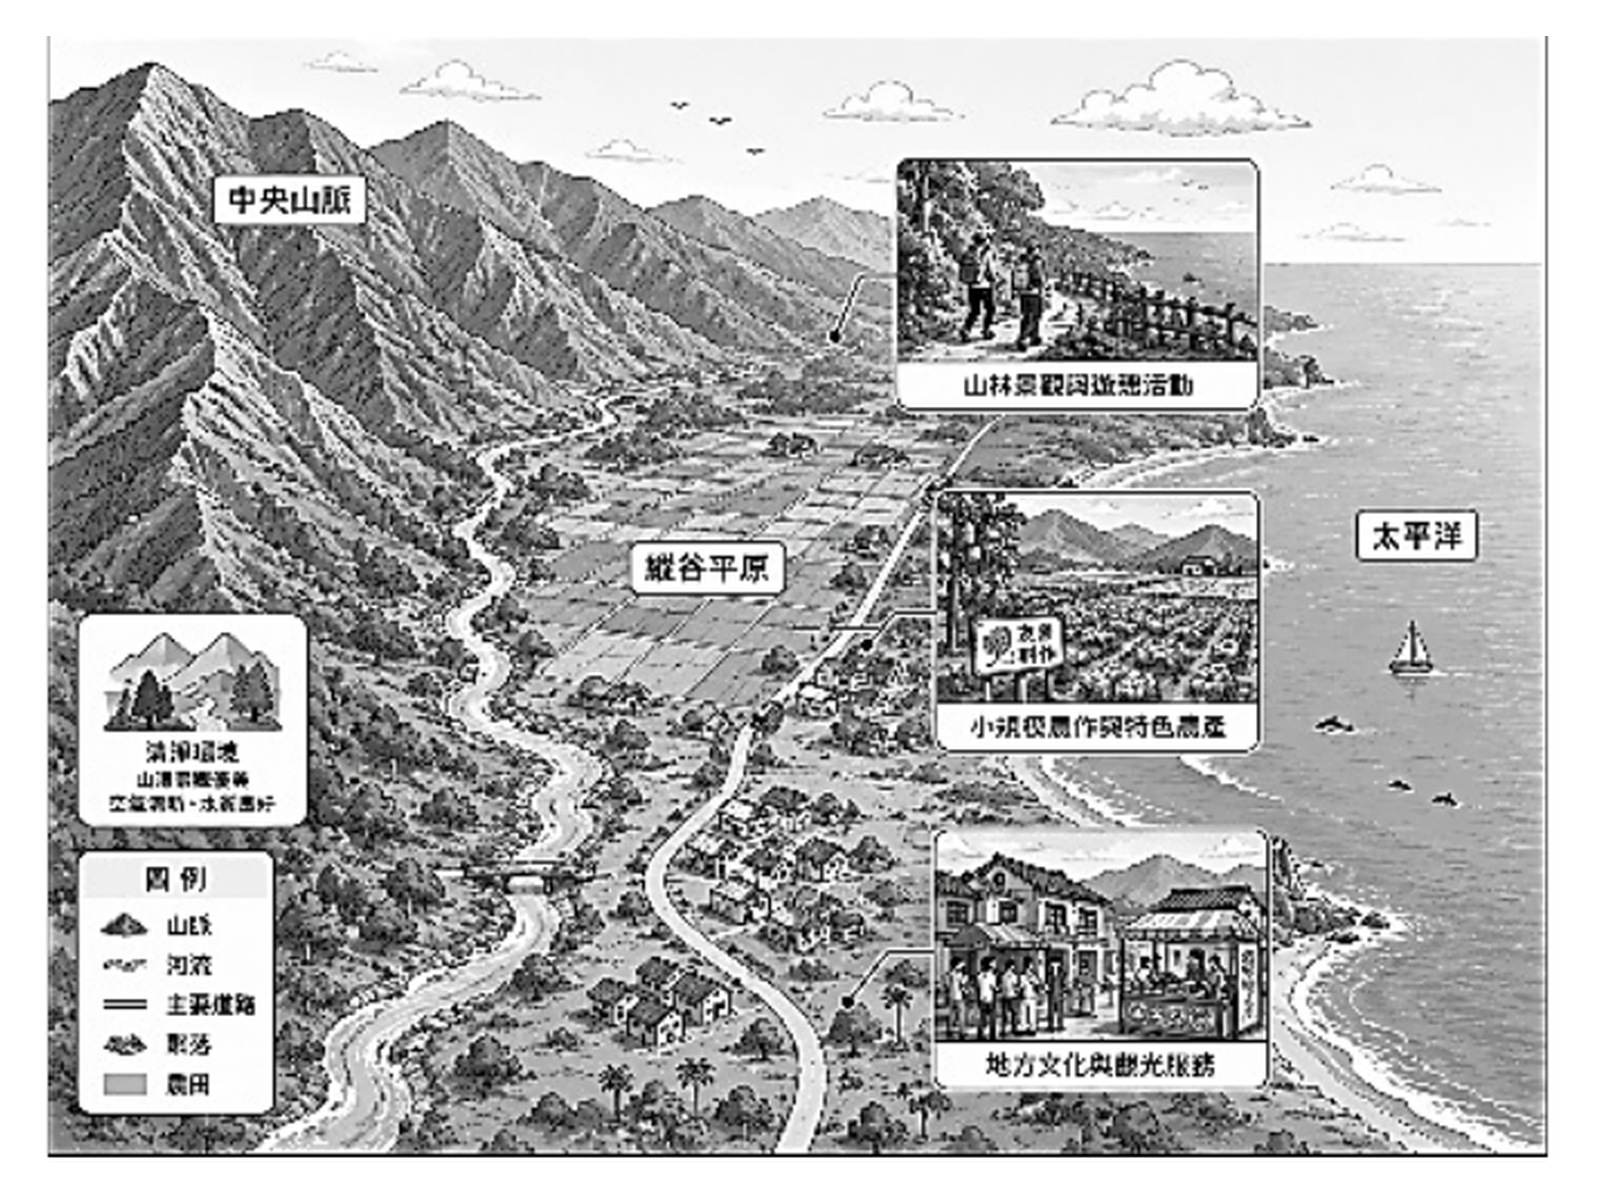 中央山脈
山林景觀與遊憩活動
縱谷平原
太平洋
小規模農作與特色農產
清淨環境
山清景觀優美
空氣清新、水質良好
圖例
山脈
河流
主要道路
聚落
農田
地方文化與觀光服務